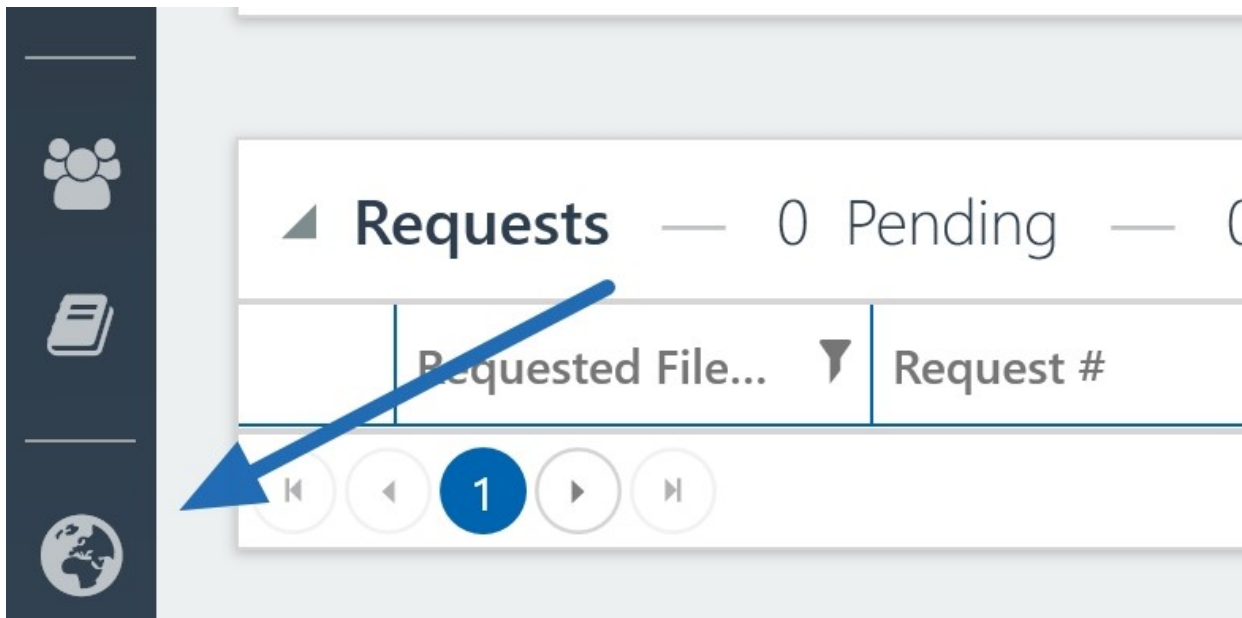 Requests — 0 Pending —
Requested File... Request #
1